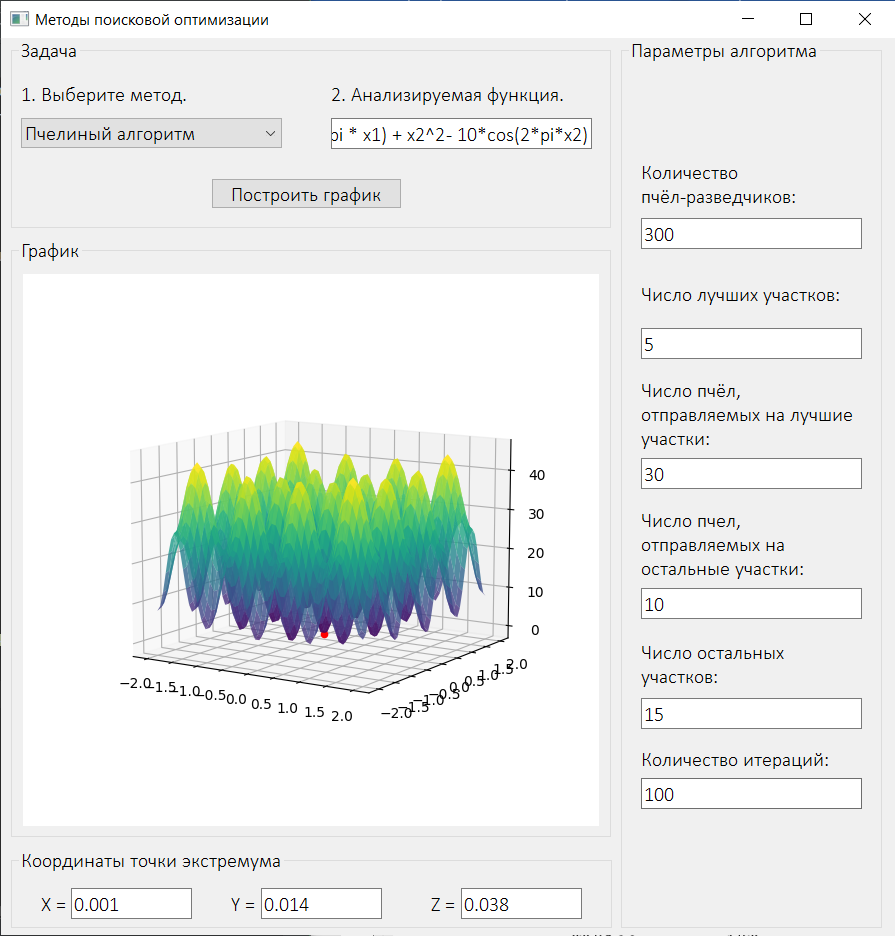 Методы поисковой оптимизации
Задача
1. Выберите метод.
2. Анализируемая функция.
Пчелиный алгоритм
pi * x1) + x2^2- 10*cos(2*pi*x2)
Построить график
График
40
30
20
10
0
−2.0
−1.5
−1.0
−0.5
0.0
0.5
1.0
1.5
2.0
−2.0
−1.5
−1.0
−0.5
0.0
0.5
1.0
1.5
2.0
Координаты точки экстремума
X = 0.001
Y = 0.014
Z = 0.038
Параметры алгоритма
Количество
пчёл-разведчиков:
300
Число лучших участков:
5
Число пчёл,
отправляемых на лучшие
участки:
30
Число пчел,
отправляемых на
остальные участки:
10
Число остальных
участков:
15
Количество итераций:
100